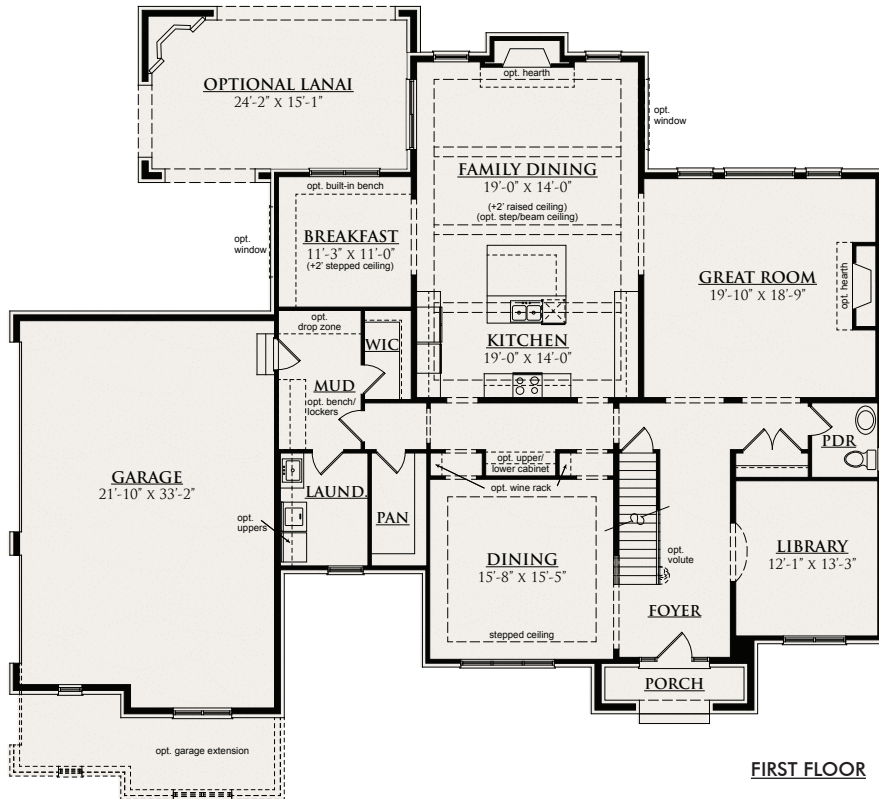 OPTIONAL LANAI
24'-2" X 15'-1"
opt. hearth
opt.
window
FAMILY DINING
19'-0" X 14'-0"
(+2' raised ceiling)
(opt. step/beam ceiling)
opt. built-in bench
BREAKFAST
11'-3" X 11'-0"
(+2' stepped ceiling)
opt.
window
GREAT ROOM
19'-10" X 18'-9"
opt. hearth
KITCHEN
19'-0" X 14'-0"
opt.
drop zone
WIC
MUD
opt. bench/
lockers
PDR
GARAGE
21'-10" X 33'-2"
LAUND.
opt.
uppers
PAN
opt. upper/
lower cabinet
opt. wine rack
DINING
15'-8" X 15'-5"
stepped ceiling
opt.
volute
FOYER
LIBRARY
12'-1" X 13'-3"
PORCH
opt. garage extension
FIRST FLOOR